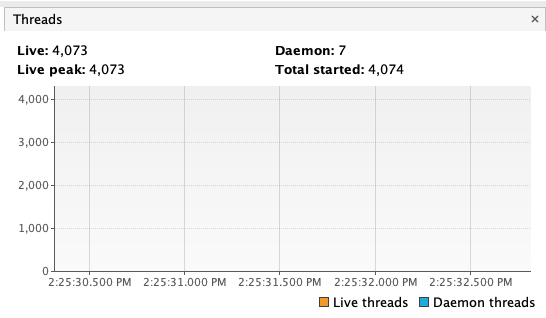 Threads ×
Live: 4,073 Daemon: 7
Live peak: 4,073 Total started: 4,074
4,000
3,000
2,000
1,000
0
2:25:30.500 PM 2:25:31.000 PM 2:25:31.500 PM 2:25:32.000 PM 2:25:32.500 PM
Live threads Daemon threads